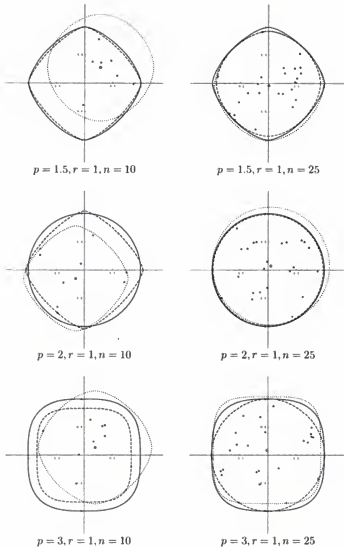 p = 1.5, r = 1, n = 10
p = 1.5, r = 1, n = 25
p = 2, r = 1, n = 10
p = 2, r = 1, n = 25
p = 3, r = 1, n = 10
p = 3, r = 1, n = 25